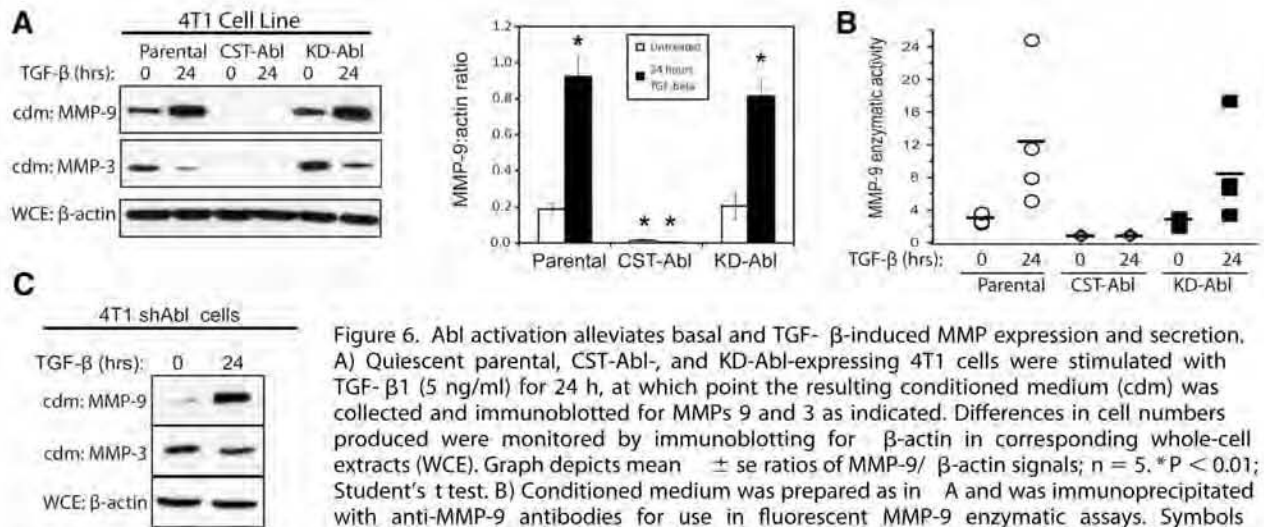 A
4T1 Cell Line
Parental CST-Abl KD-Abl
TGF-β (hrs): 0 24 0 24 0 24
cdm: MMP-9
cdm: MMP-3
WCE: β-actin
MMP-9:actin ratio
1.2
1.0
0.8
0.6
0.4
0.2
0.0
Untreated
24 hours
TGF-beta
* * * *
Parental CST-Abl KD-Abl
B
MMP-9 enzymatic activity
24
20
16
12
8
4
0
TGF-β (hrs): 0 24 0 24 0 24
Parental CST-Abl KD-Abl
C
4T1 shAbl cells
TGF-β (hrs): 0 24
cdm: MMP-9
cdm: MMP-3
WCE: β-actin
Figure 6. Abl activation alleviates basal and TGF- β-induced MMP expression and secretion.
A) Quiescent parental, CST-Abl-, and KD-Abl-expressing 4T1 cells were stimulated with
TGF- β1 (5 ng/ml) for 24 h, at which point the resulting conditioned medium (cdm) was
collected and immunoblotted for MMPs 9 and 3 as indicated. Differences in cell numbers
produced were monitored by immunoblotting for β-actin in corresponding whole-cell
extracts (WCE). Graph depicts mean ± se ratios of MMP-9/ β-actin signals; n = 5. *P < 0.01;
Student's t test. B) Conditioned medium was prepared as in A and was immunoprecipitated
with anti-MMP-9 antibodies for use in fluorescent MMP-9 enzymatic assays. Symbols